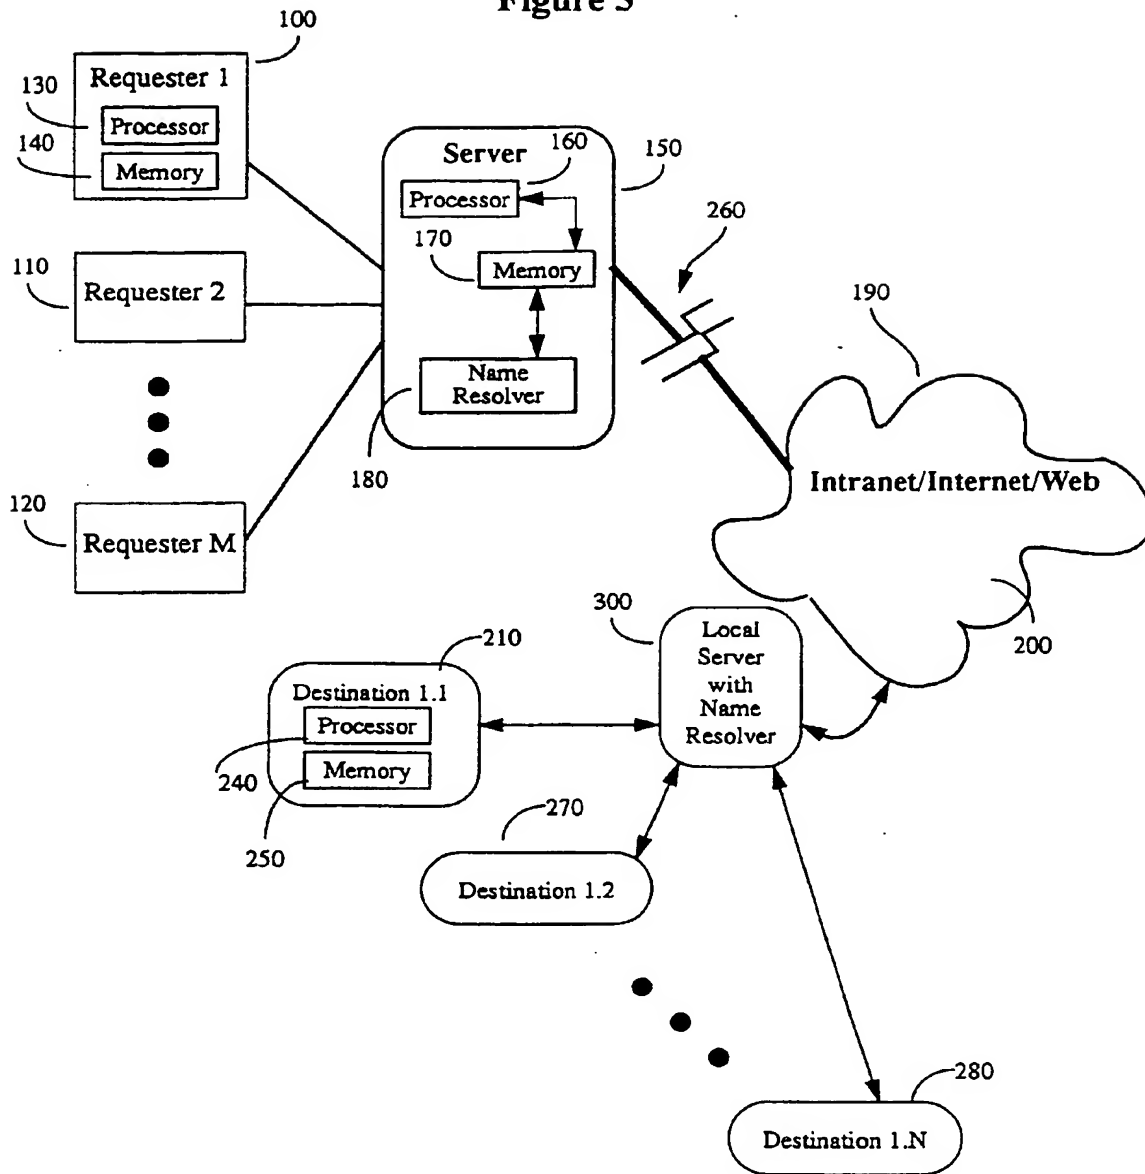 Figure 3
100
Requester 1
130
Processor
140
Memory
Server
160
150
Processor
260
170
Memory
110
Requester 2
190
Name
Resolver
180
Intranet/Internet/Web
120
Requester M
300
Local
Server
with
Name
Resolver
200
210
Destination 1.1
Processor
240
Memory
250
270
Destination 1.2
280
Destination 1.N